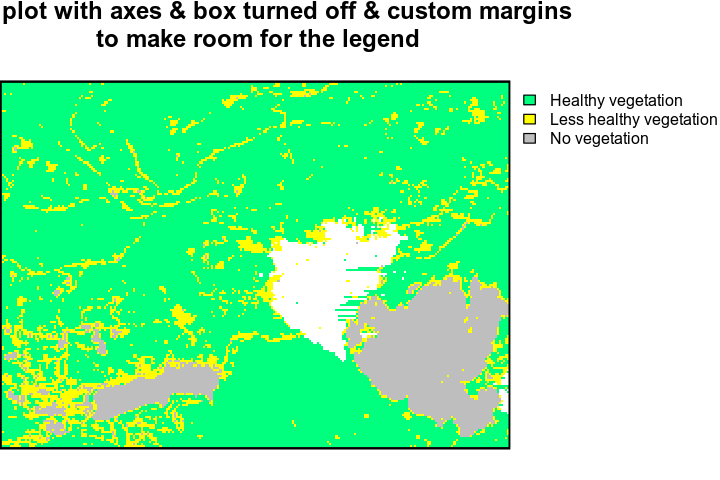 plot with axes & box turned off & custom margins
to make room for the legend
Healthy vegetation
Less healthy vegetation
No vegetation